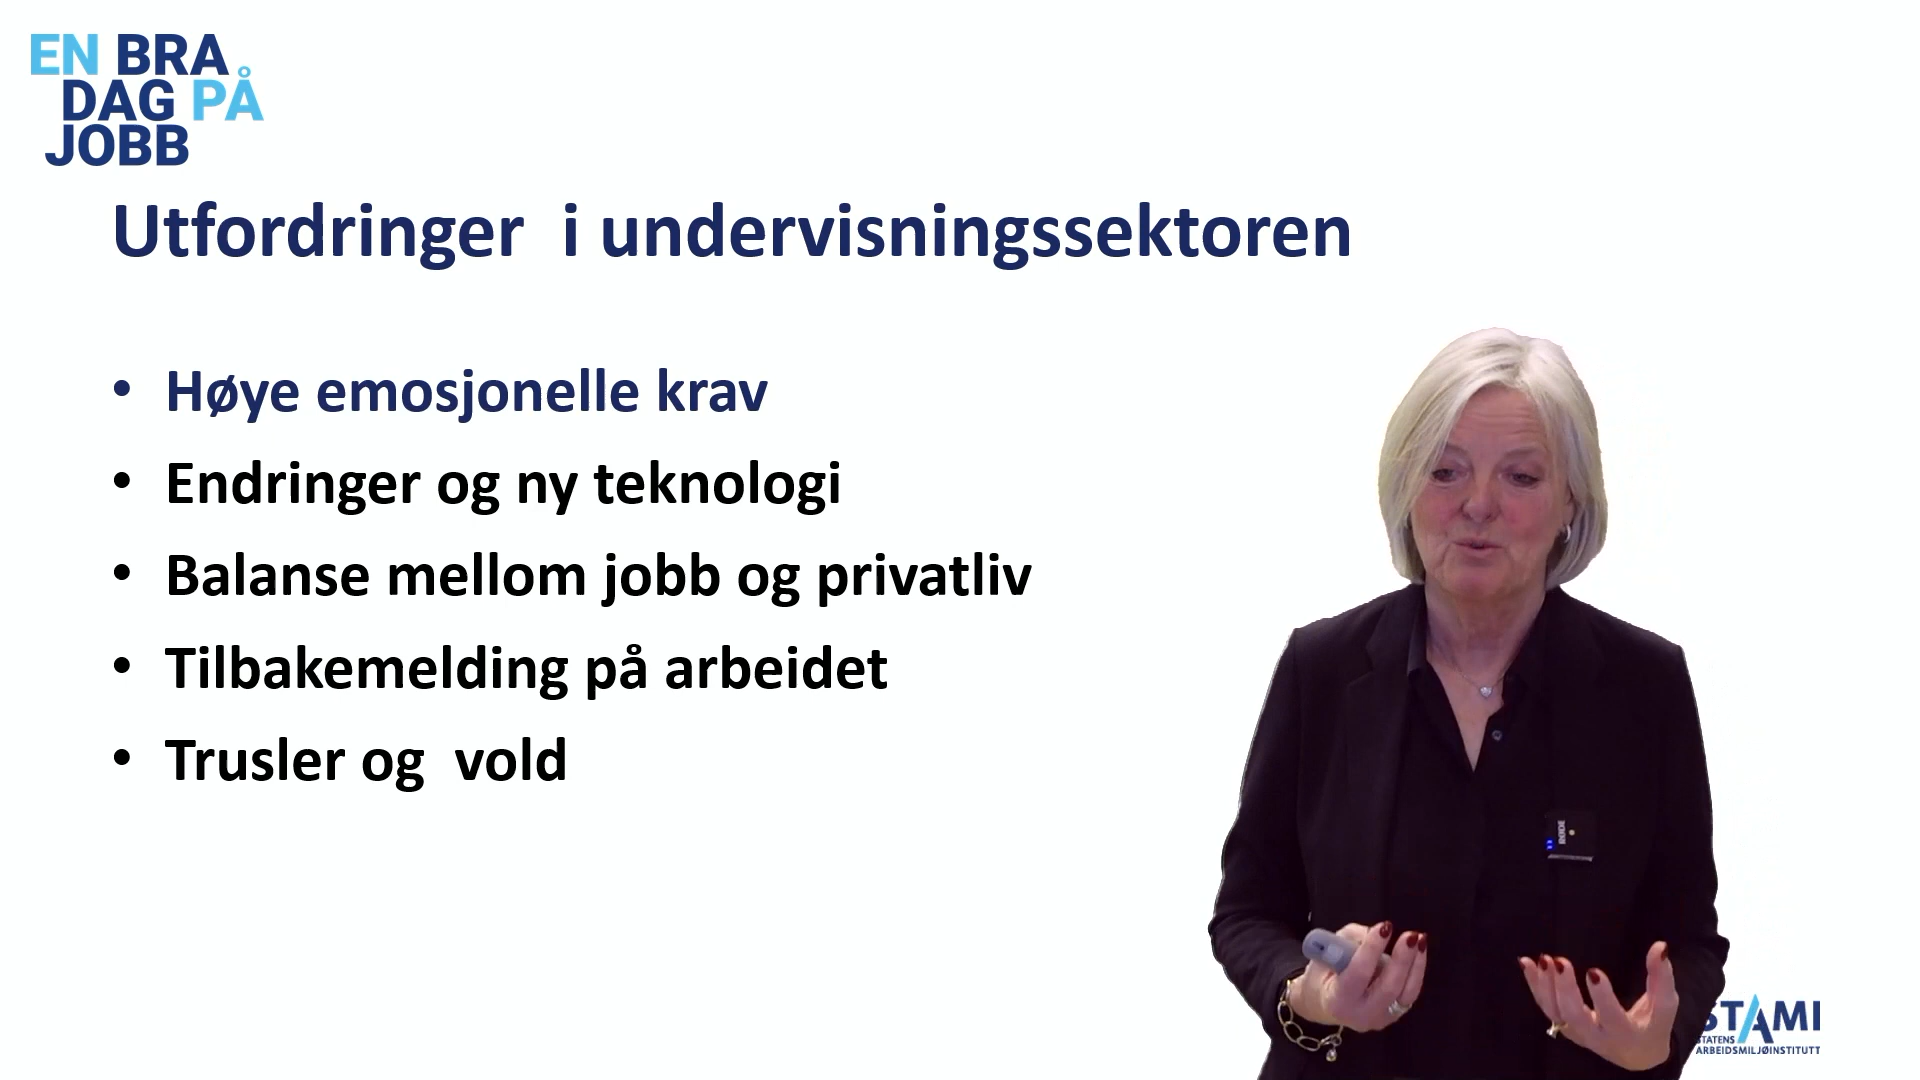 EN BRA
DAG PÅ
JOBB
Utfordringer  i undervisningssektoren
• Høye emosjonelle krav
• Endringer og ny teknologi
• Balanse mellom jobb og privatliv
• Tilbakemelding på arbeidet
• Trusler og  vold
RØDE
STAMI
STATENS
ARBEIDSMILJØINSTITUTT